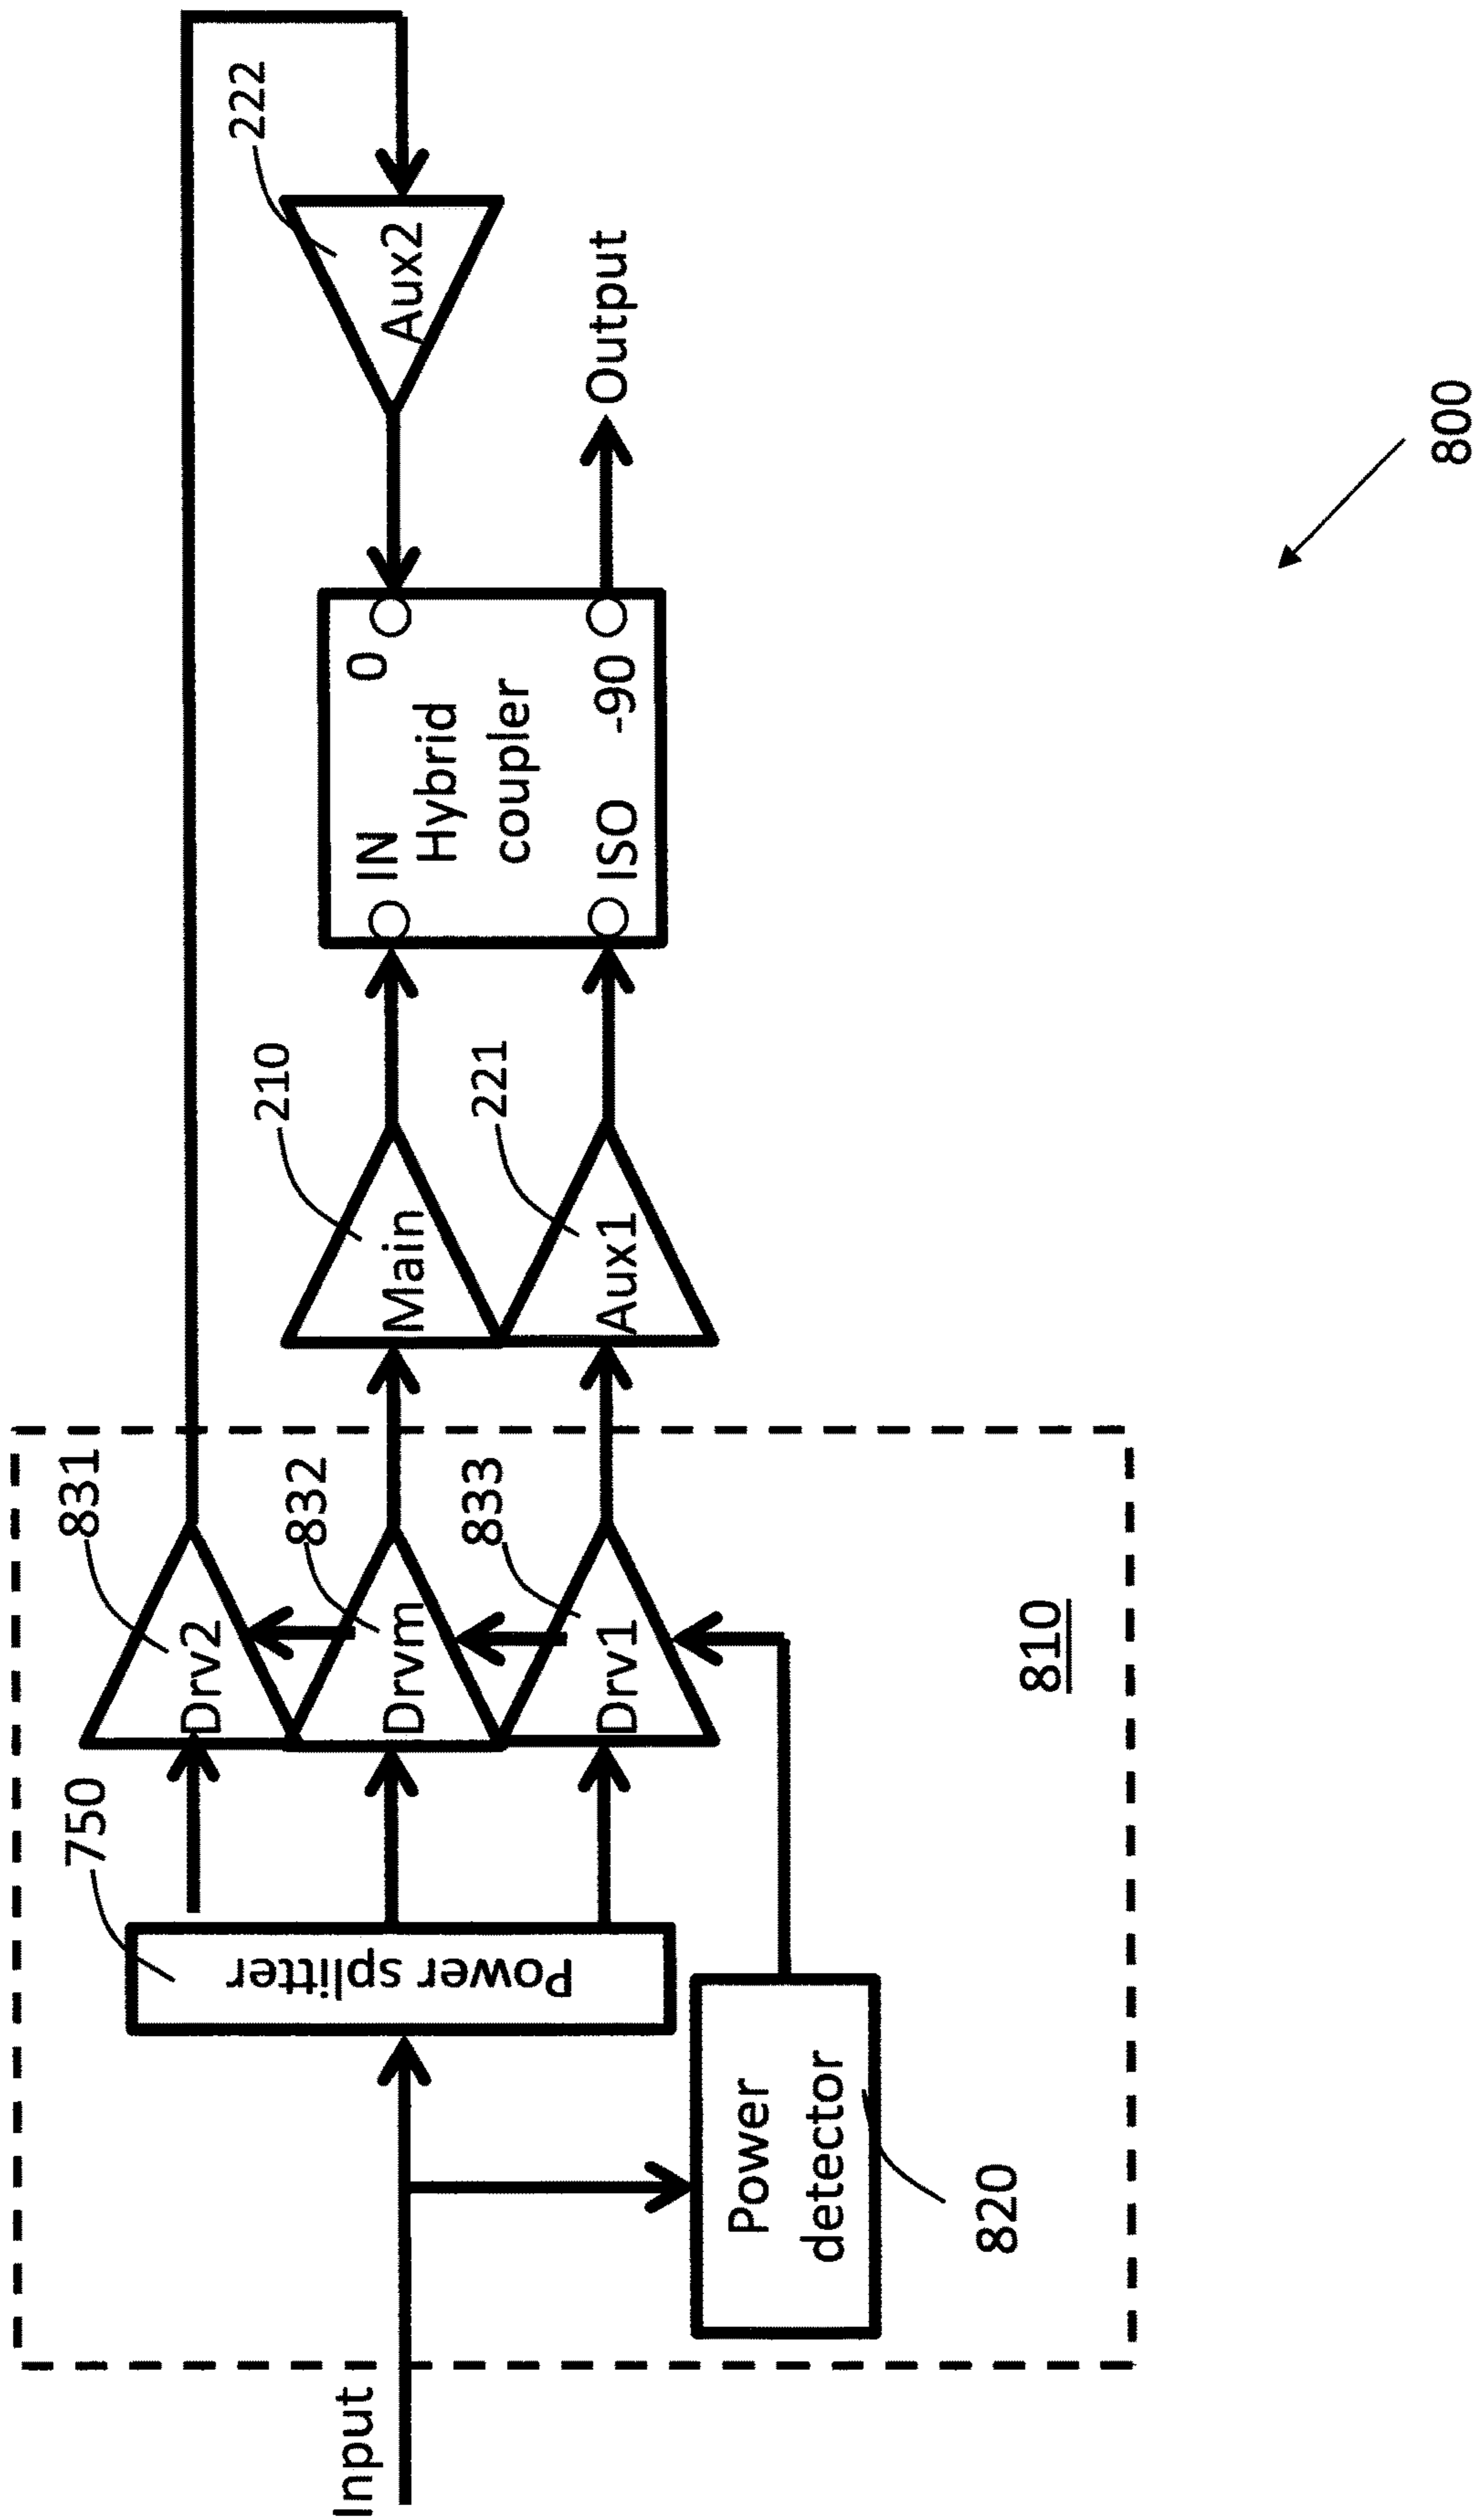 Input
810
820
Power
detector
750
Power splitter
831
Drv2
832
Drvm
833
Drv1
210
Main
221
Aux1
IN
0
Hybrid
coupler
ISO
-90
222
Aux2
Output
800